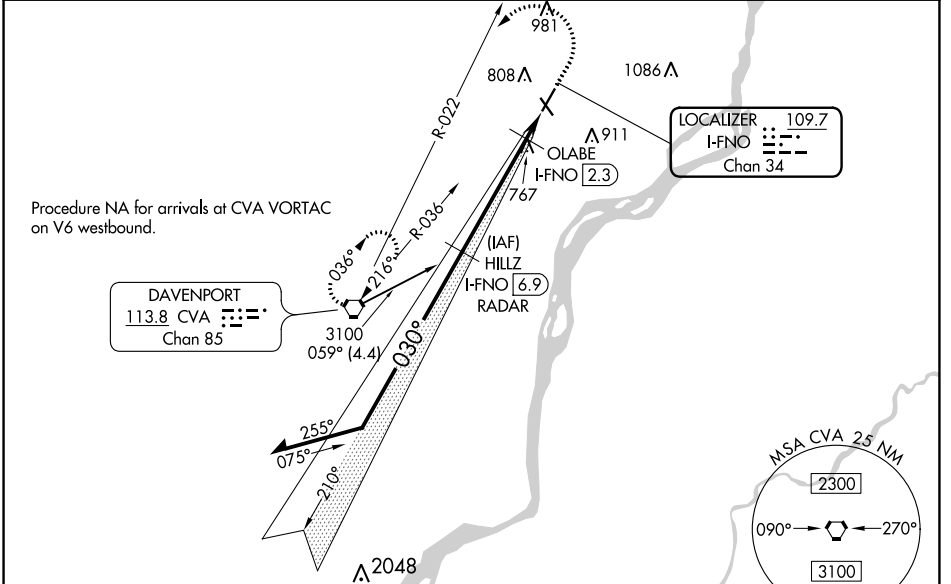 981
808
1086
R-022
LOCALIZER 109.7
I-FNO
Chan 34
911
OLABE
I-FNO 2.3
767
Procedure NA for arrivals at CVA VORTAC
on V6 westbound.
R-036
036°
216°
(IAF)
HILLZ
I-FNO 6.9
RADAR
DAVENPORT
113.8 CVA
Chan 85
3100
059° (4.4)
030°
255°
075°
210°
2048
MSA CVA 25 NM
2300
090°
270°
3100